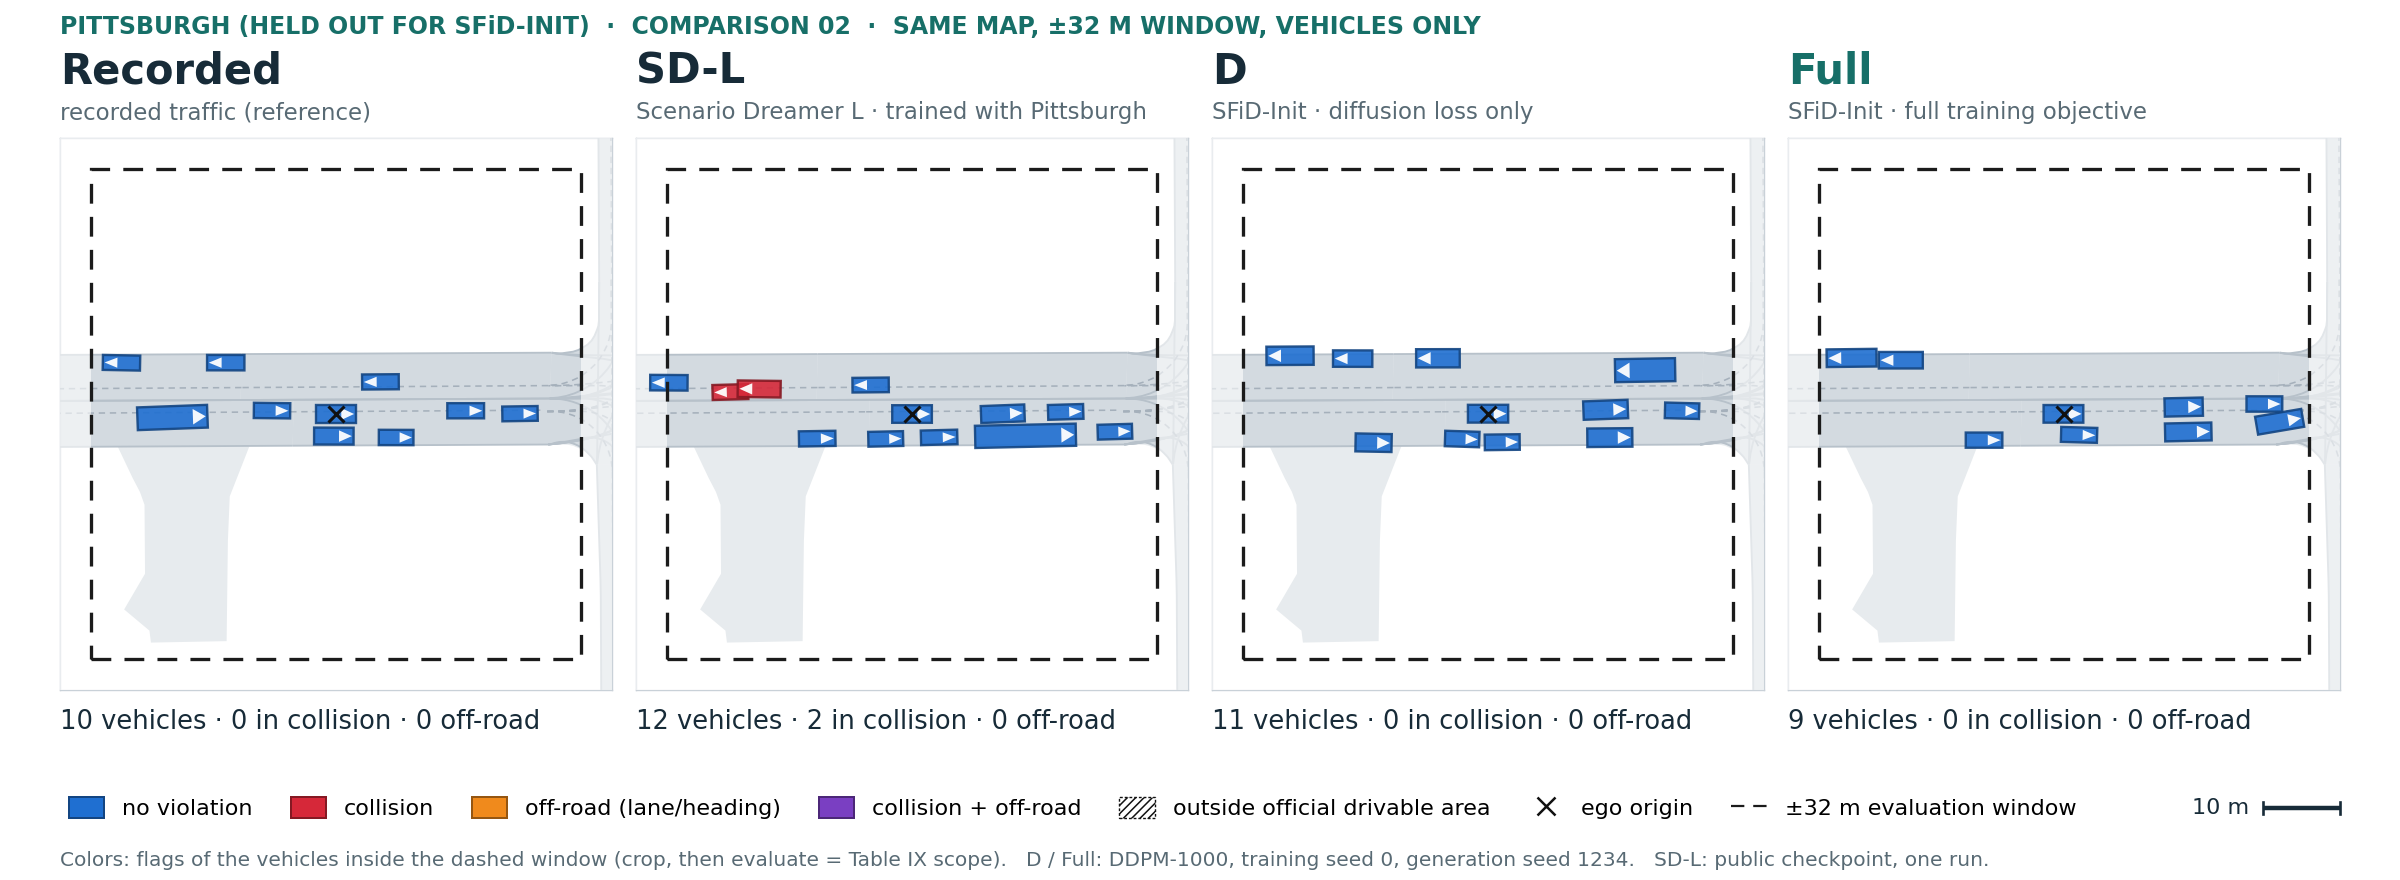 PITTSBURGH (HELD OUT FOR SFiD-INIT) · COMPARISON 02 · SAME MAP, ±32 M WINDOW, VEHICLES ONLY
Recorded
recorded traffic (reference)
SD-L
Scenario Dreamer L · trained with Pittsburgh
D
SFiD-Init · diffusion loss only
Full
SFiD-Init · full training objective
10 vehicles · 0 in collision · 0 off-road
12 vehicles · 2 in collision · 0 off-road
11 vehicles · 0 in collision · 0 off-road
9 vehicles · 0 in collision · 0 off-road
no violation
collision
off-road (lane/heading)
collision + off-road
outside official drivable area
ego origin
±32 m evaluation window
10 m
Colors: flags of the vehicles inside the dashed window (crop, then evaluate = Table IX scope). D / Full: DDPM-1000, training seed 0, generation seed 1234. SD-L: public checkpoint, one run.